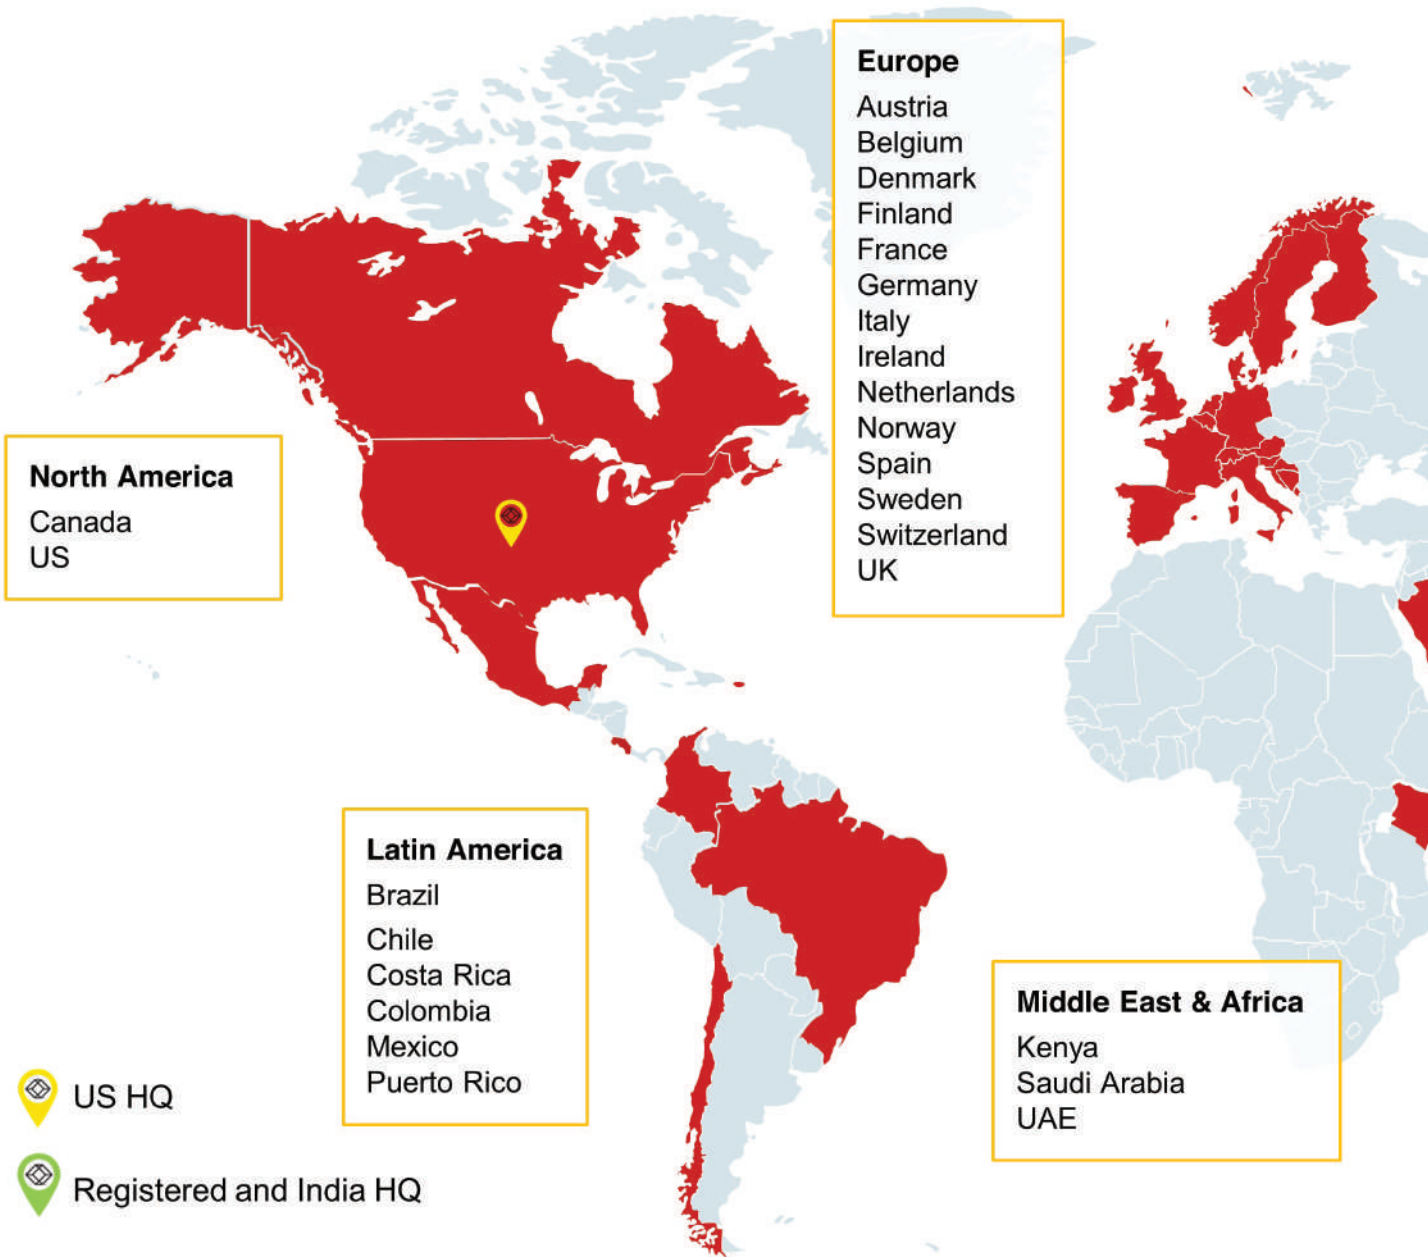 Europe
Austria
Belgium
Denmark
Finland
France
Germany
Italy
Ireland
Netherlands
Norway
Spain
Sweden
Switzerland
UK
North America
Canada
US
Latin America
Brazil
Chile
Costa Rica
Colombia
Mexico
Puerto Rico
Middle East & Africa
Kenya
Saudi Arabia
UAE
US HQ
Registered and India HQ